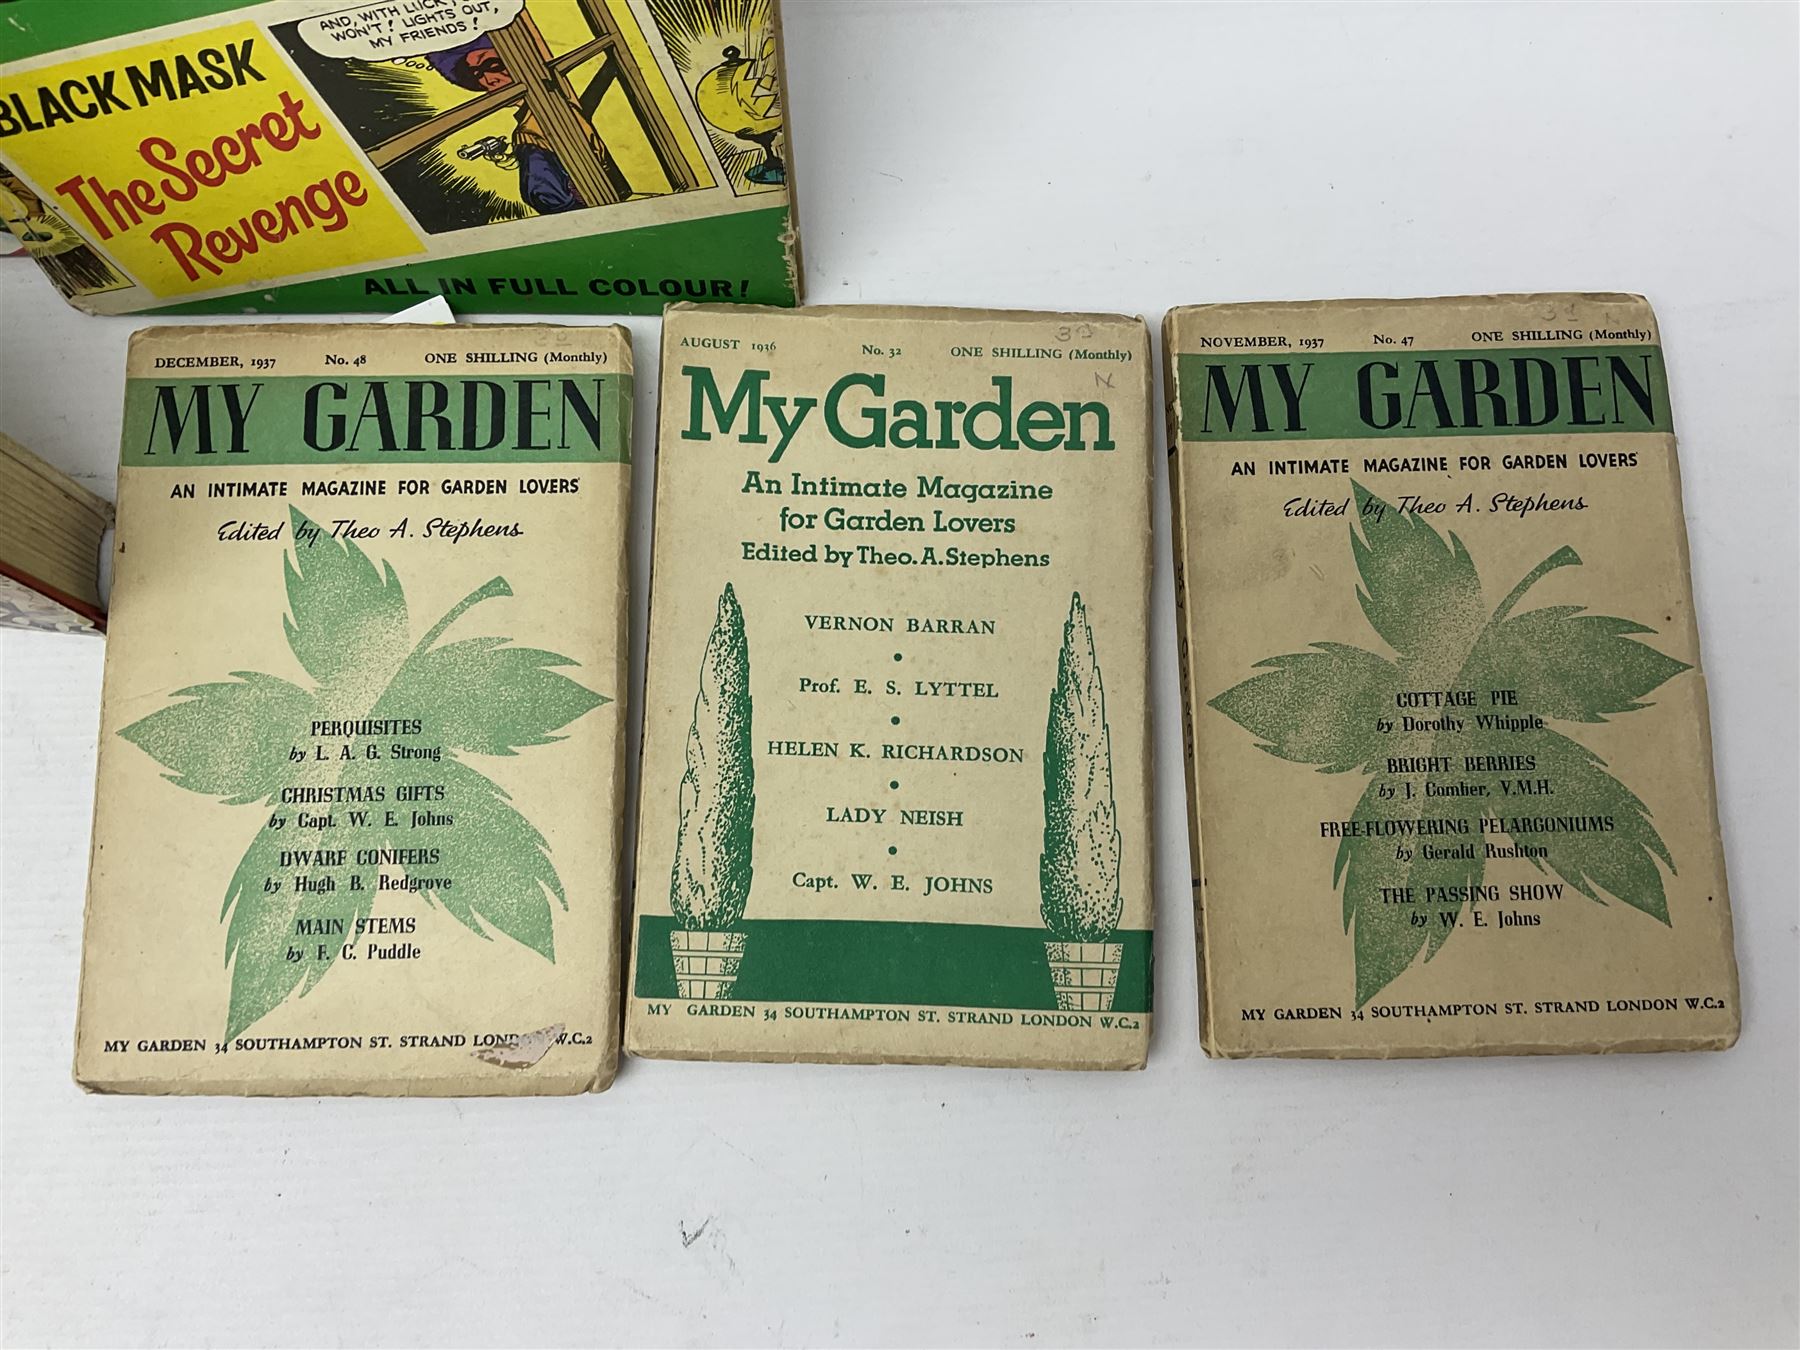 AND, WITH LUCK
WON'T! LIGHTS OUT,
MY FRIENDS!
BLACK MASK
The Secret
Revenge
ALL IN FULL COLOUR!
DECEMBER, 1937 No. 48 ONE SHILLING (Monthly)
MY GARDEN
AN INTIMATE MAGAZINE FOR GARDEN LOVERS
Edited by Theo A. Stephens
PERQUISITES
by L. A. G. Strong
CHRISTMAS GIFTS
by Capt. W. E. Johns
DWARF CONIFERS
by Hugh B. Redgrove
MAIN STEMS
by F. C. Puddle
MY GARDEN 34 SOUTHAMPTON ST. STRAND W.C.2
3d
AUGUST 1936 No. 32 ONE SHILLING (Monthly)
N
My Garden
An Intimate Magazine
for Garden Lovers
Edited by Theo. A. Stephens
VERNON BARRAN
•
Prof. E. S. LYTTEL
•
HELEN K. RICHARDSON
•
LADY NEISH
•
Capt. W. E. JOHNS
MY GARDEN 34 SOUTHAMPTON ST. STRAND LONDON W.C.2
3d N
NOVEMBER, 1937 No. 47 ONE SHILLING (Monthly)
MY GARDEN
AN INTIMATE MAGAZINE FOR GARDEN LOVERS
Edited by Theo A. Stephens
COTTAGE PIE
by Dorothy Whipple
BRIGHT BERRIES
by J. Comber, V.M.H.
FREE-FLOWERING PELARGONIUMS
by Gerald Rushton
THE PASSING SHOW
by W. E. Johns
MY GARDEN 34 SOUTHAMPTON ST. STRAND LONDON W.C.2